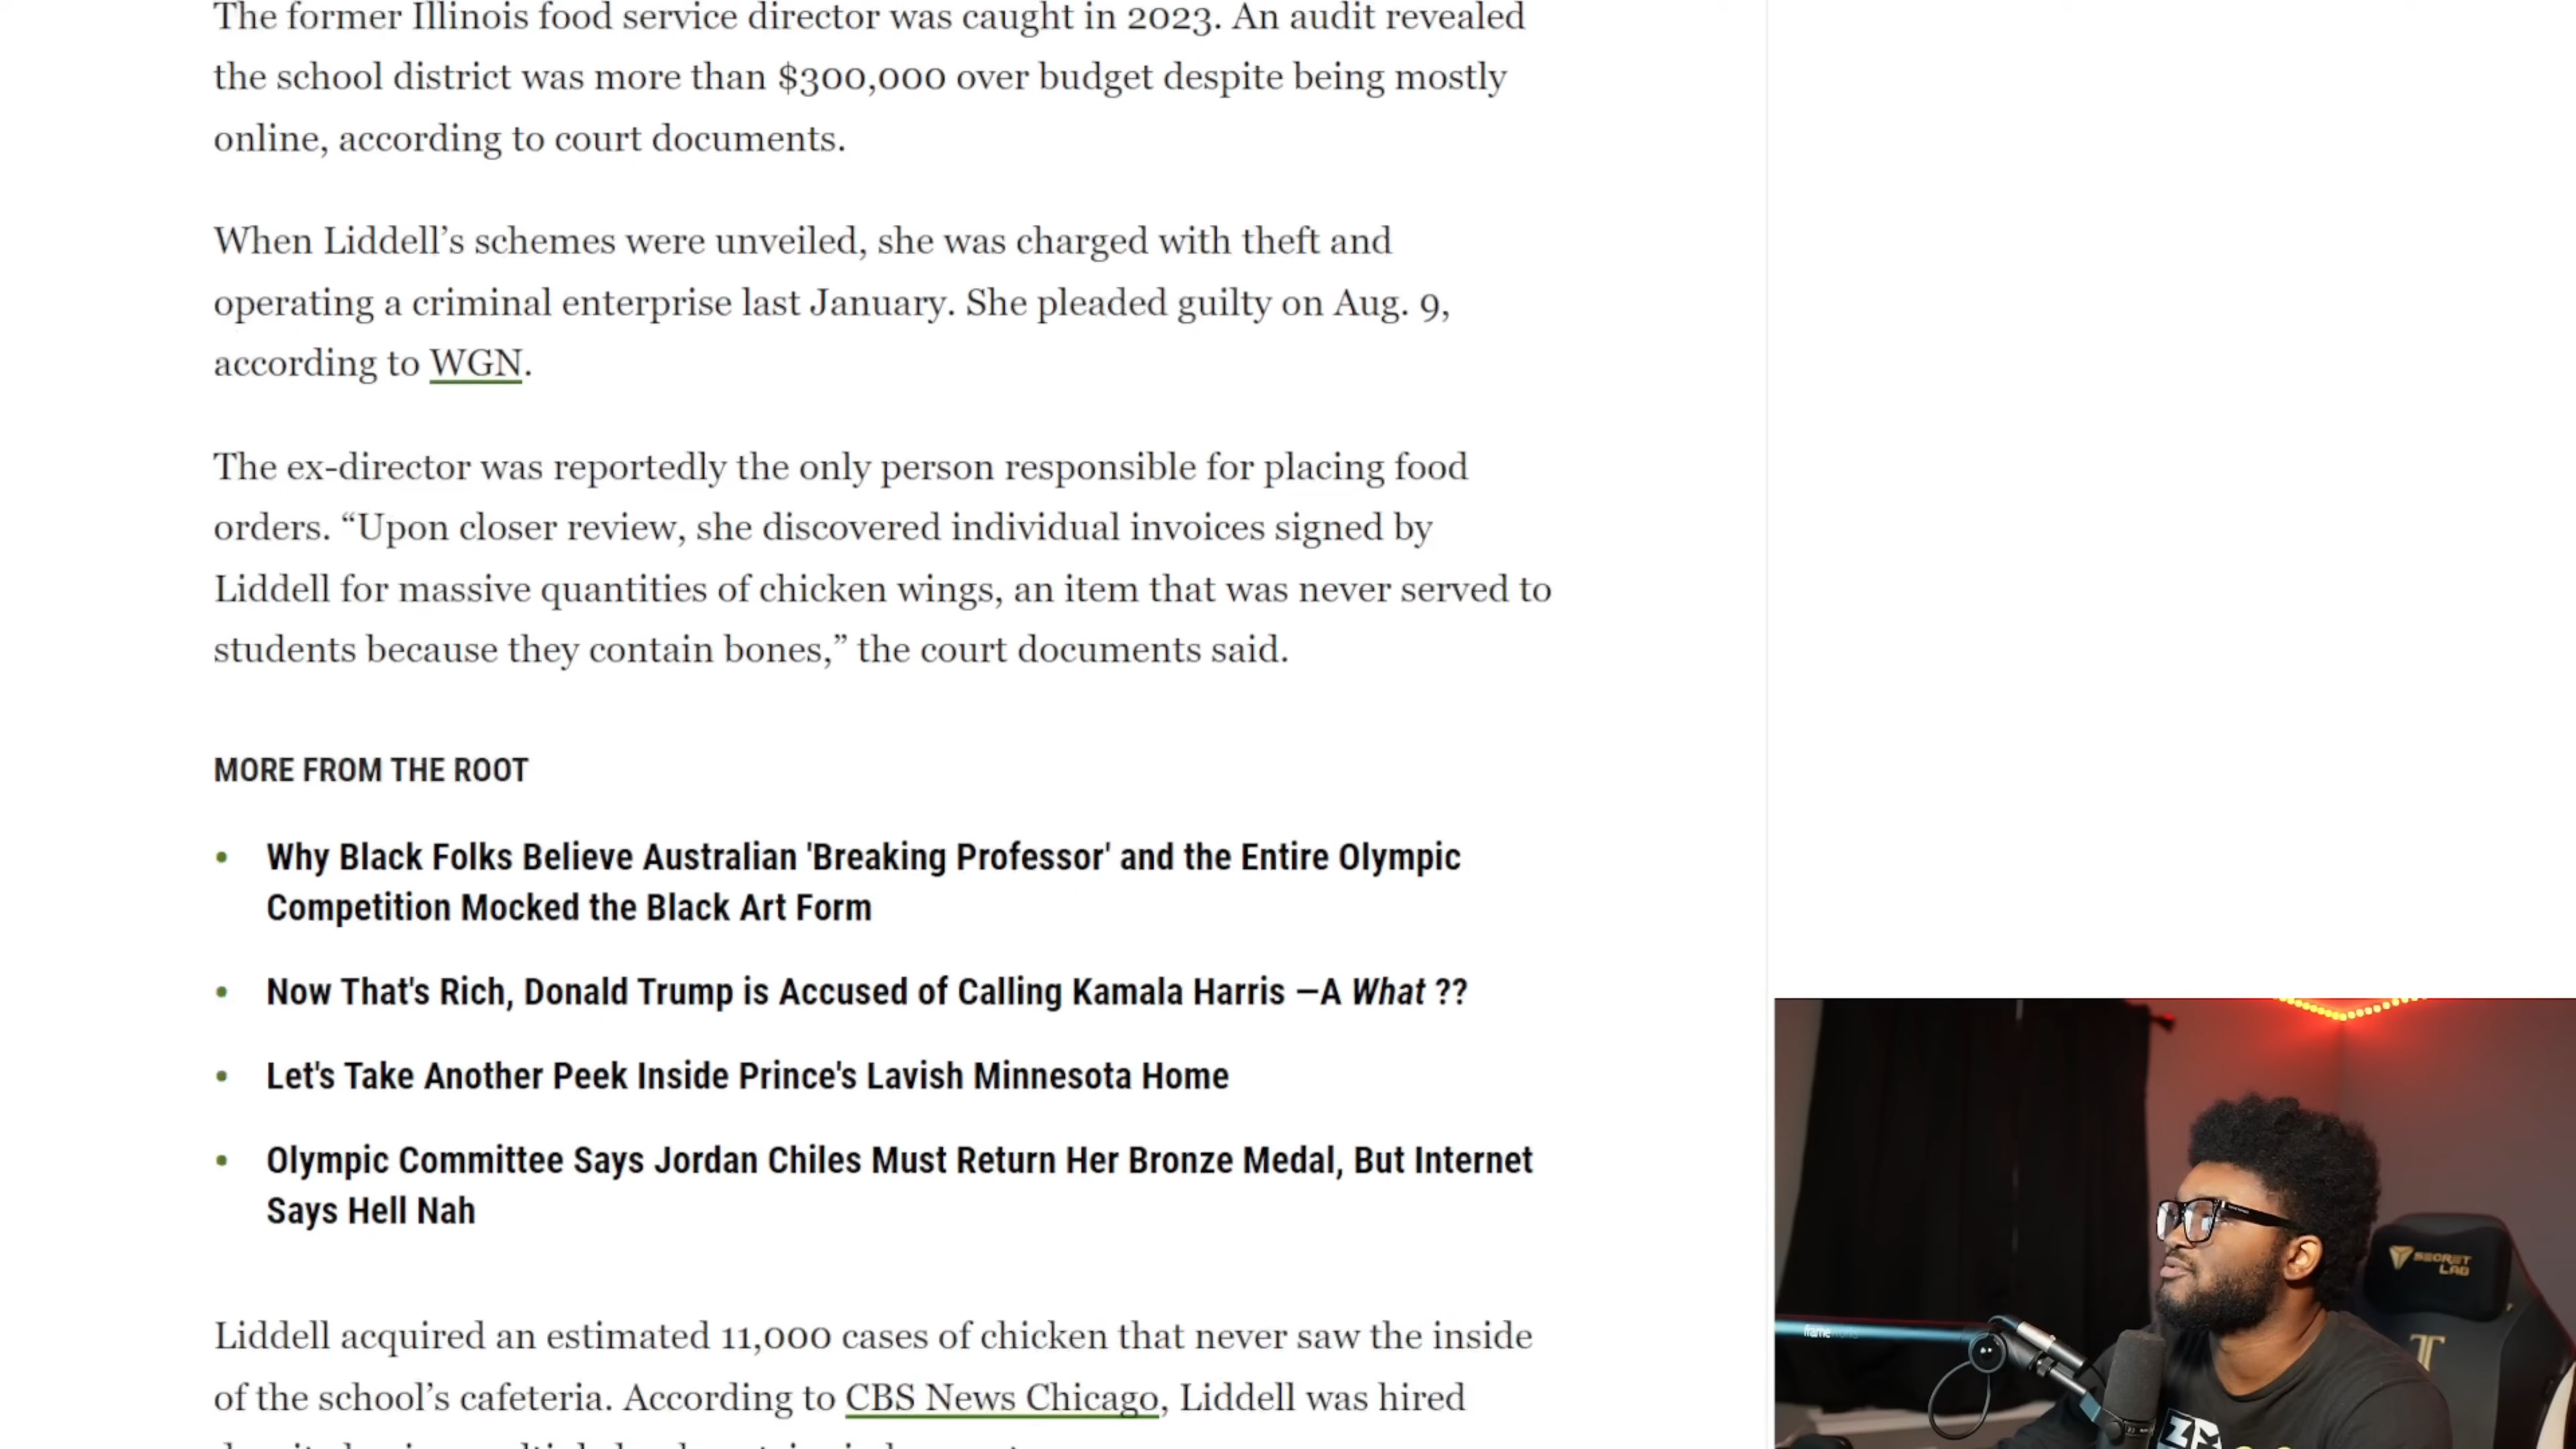 The former Illinois food service director was caught in 2023. An audit revealed
the school district was more than $300,000 over budget despite being mostly
online, according to court documents.
When Liddell’s schemes were unveiled, she was charged with theft and
operating a criminal enterprise last January. She pleaded guilty on Aug. 9,
according to WGN.
The ex-director was reportedly the only person responsible for placing food
orders. “Upon closer review, she discovered individual invoices signed by
Liddell for massive quantities of chicken wings, an item that was never served to
students because they contain bones,” the court documents said.
MORE FROM THE ROOT
• Why Black Folks Believe Australian 'Breaking Professor' and the Entire Olympic
Competition Mocked the Black Art Form
• Now That's Rich, Donald Trump is Accused of Calling Kamala Harris —A What ??
• Let's Take Another Peek Inside Prince's Lavish Minnesota Home
• Olympic Committee Says Jordan Chiles Must Return Her Bronze Medal, But Internet
Says Hell Nah
Liddell acquired an estimated 11,000 cases of chicken that never saw the inside
of the school’s cafeteria. According to CBS News Chicago, Liddell was hired
SECRET
LAB